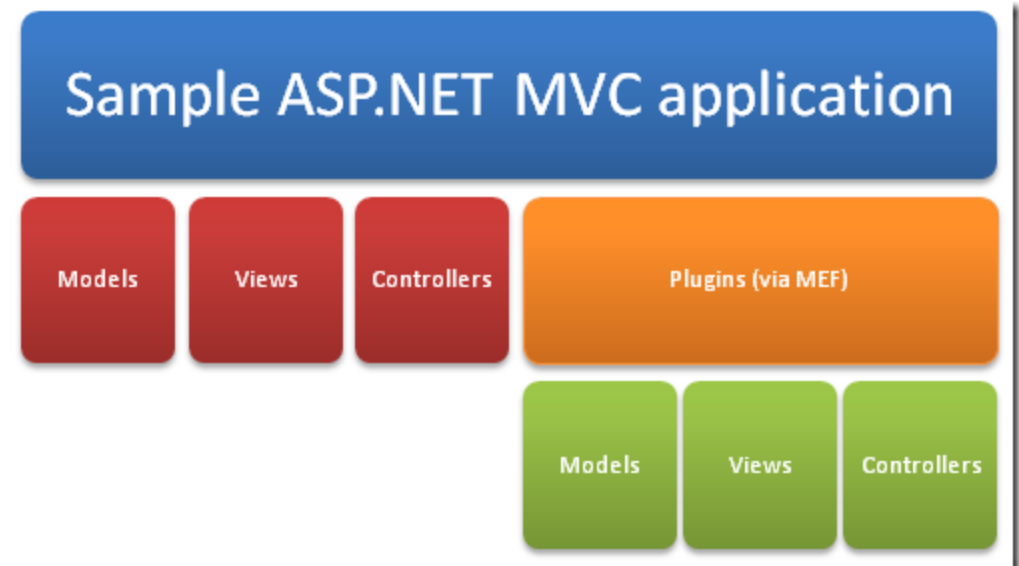 Sample ASP.NET MVC application
Models
Views
Controllers
Plugins (via MEF)
Models
Views
Controllers